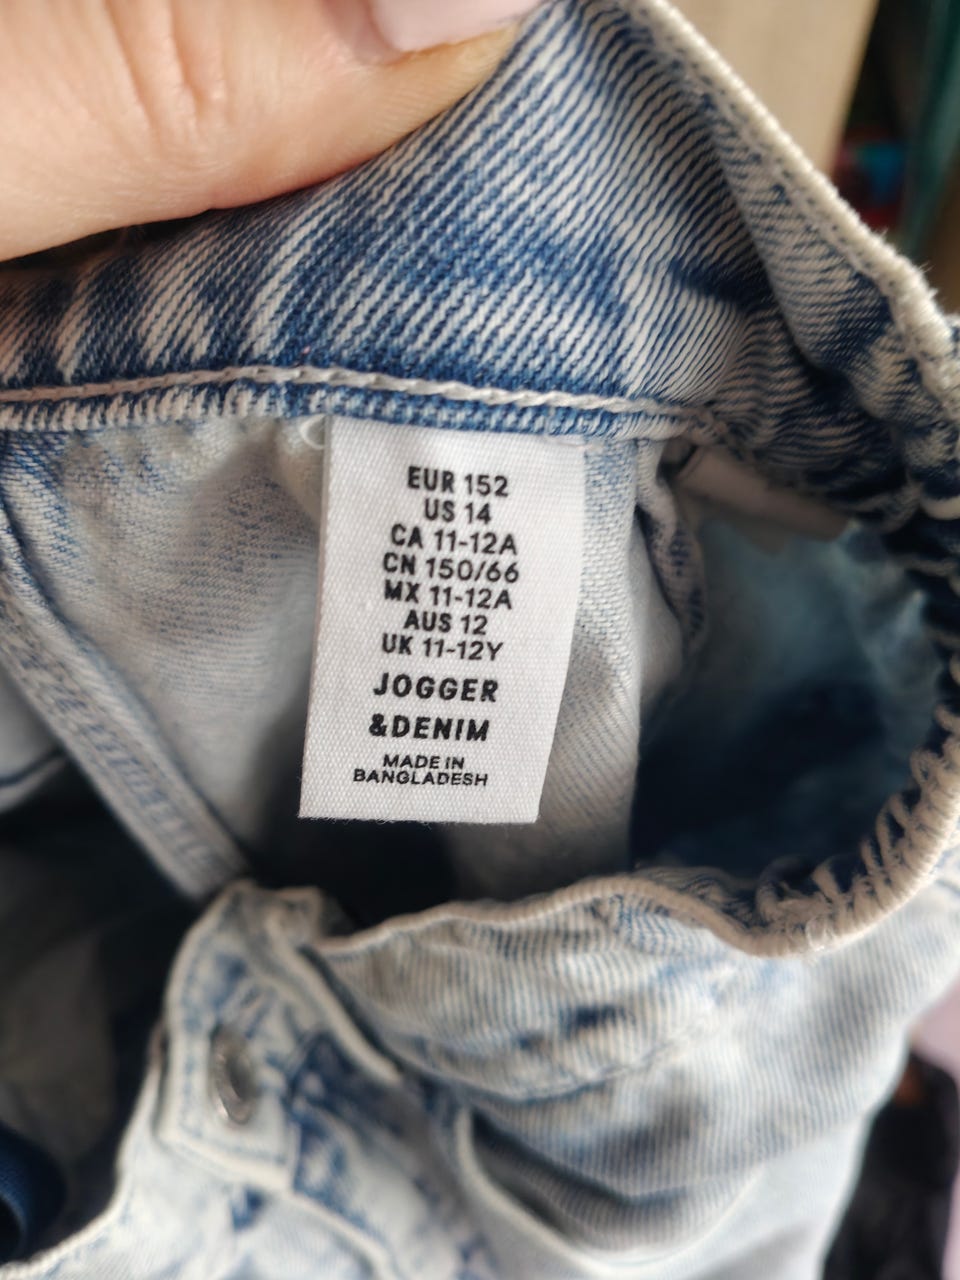 EUR 152
US 14
CA 11-12A
CN 150/66
MX 11-12A
AUS 12
UK 11-12Y
JOGGER
&DENIM
MADE IN
BANGLADESH